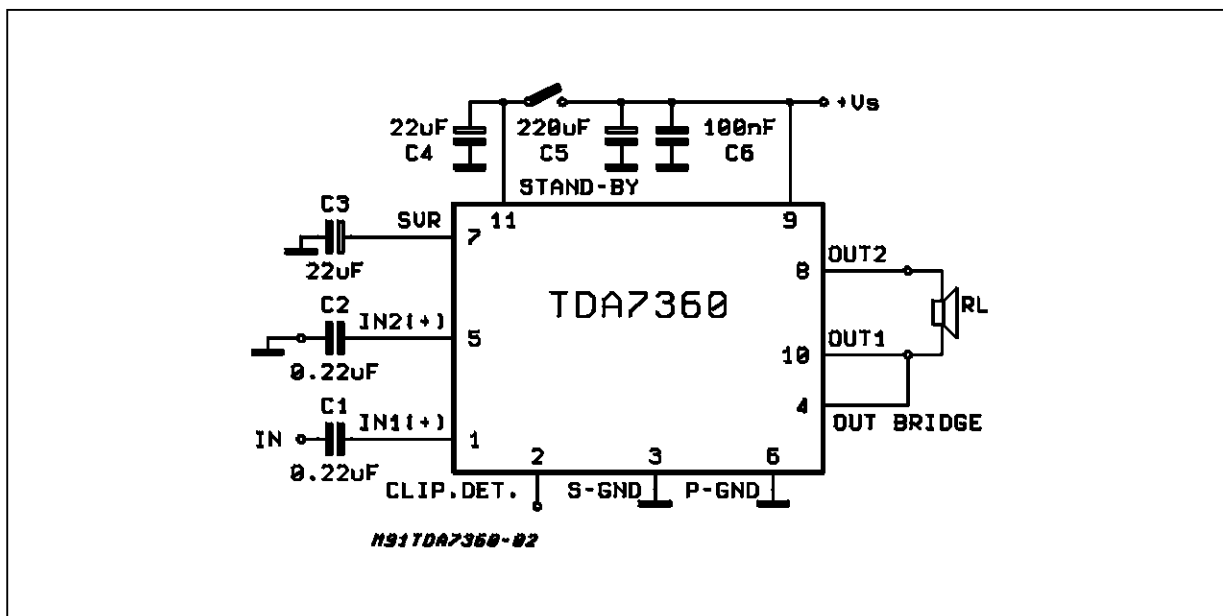 +Vs
22uF
C4
220uF
C5
100nF
C6
STAND-BY
C3
SVR
11
9
7
22uF
OUT2
8
TDA7360
RL
C2
IN2(+)
5
0.22uF
OUT1
10
C1
4
OUT BRIDGE
IN
IN1(+)
1
0.22uF
2
3
6
CLIP.DET.
S-GND
P-GND
M91TDA7360-02